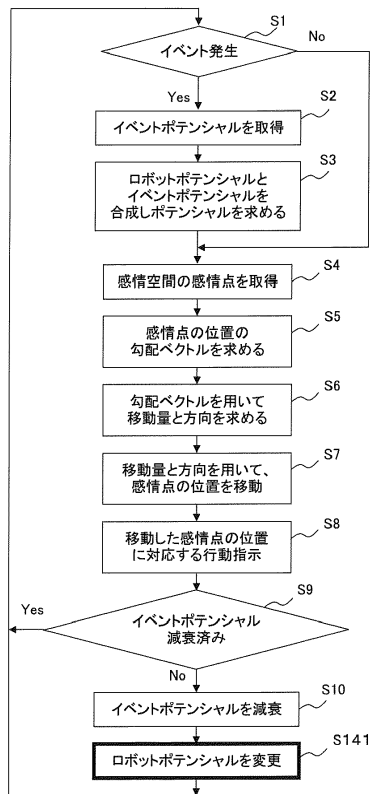 S1
イベント発生
No
Yes
S2
イベントポテンシャルを取得
S3
ロボットポテンシャルと
イベントポテンシャルを
合成しポテンシャルを求める
S4
感情空間の感情点を取得
S5
感情点の位置の
勾配ベクトルを求める
S6
勾配ベクトルを用いて
移動量と方向を求める
S7
移動量と方向を用いて、
感情点の位置を移動
S8
移動した感情点の位置
に対応する行動指示
S9
Yes
イベントポテンシャル
減衰済み
No
S10
イベントポテンシャルを減衰
S141
ロボットポテンシャルを変更